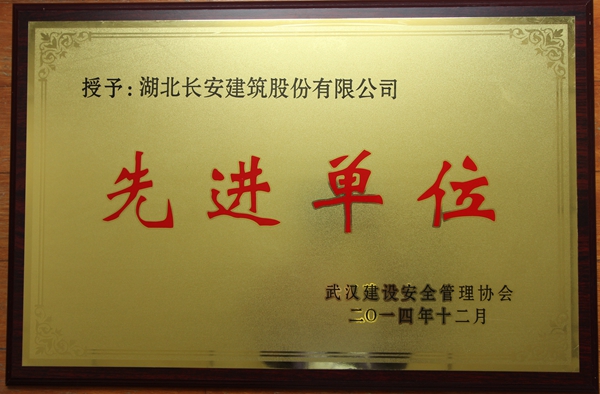 授予：湖北长安建筑股份有限公司
先进单位
武汉建设安全管理协会
二〇一四年十二月